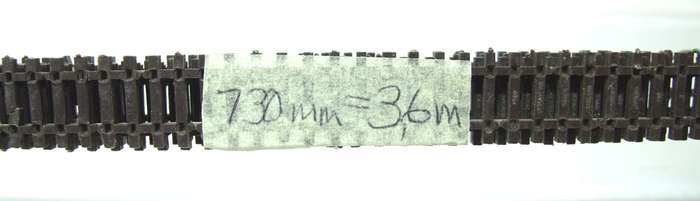 730mm = 3,6m